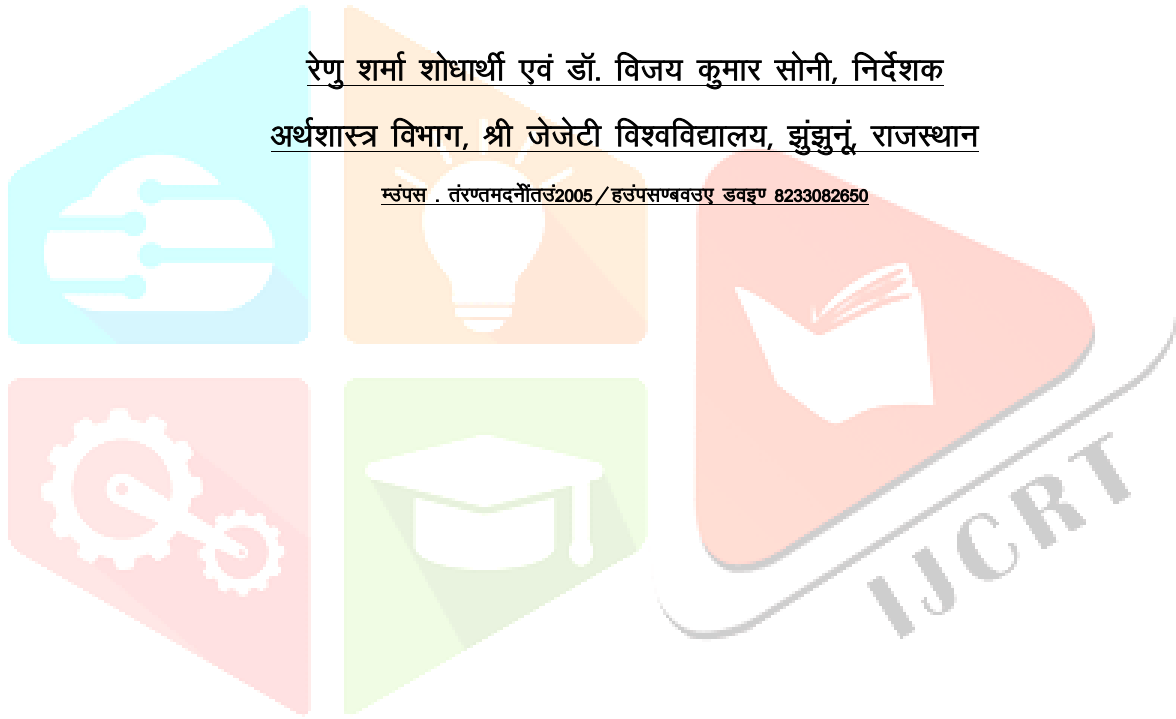 रेणु शर्मा शोधार्थी एवं डॉ. विजय कुमार सोनी, निर्देशक
अर्थशास्त्र विभाग, श्री जेजेटी विश्वविद्यालय, झुंझुनूं, राजस्थान
म्उंपस . तंरण्तमदनेींतउं2005/हउंपसण्बवउए डवइण् 8233082650
IJCRT